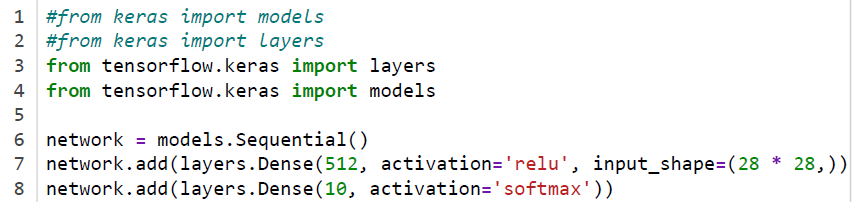 1 #from keras import models
2 #from keras import layers
3 from tensorflow.keras import layers
4 from tensorflow.keras import models
5
6 network = models.Sequential()
7 network.add(layers.Dense(512, activation='relu', input_shape=(28 * 28,)))
8 network.add(layers.Dense(10, activation='softmax'))